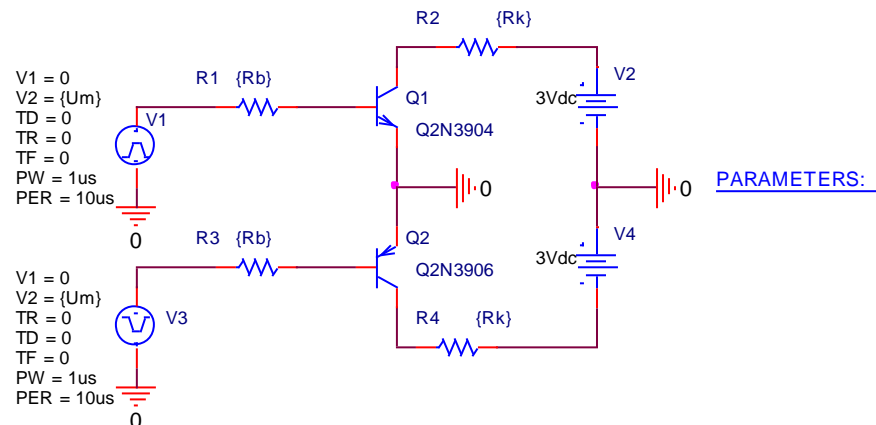 R2 {Rk}
V1 = 0
V2 = {Um}
TD = 0
TR = 0
TF = 0
PW = 1us
PER = 10us
R1 {Rb}
V1
0
Q1
Q2N3904
V2
3Vdc
0
0
PARAMETERS:
R3 {Rb}
Q2
Q2N3906
V4
3Vdc
V1 = 0
V2 = {Um}
TR = 0
TD = 0
TF = 0
PW = 1us
PER = 10us
V3
R4 {Rk}
0